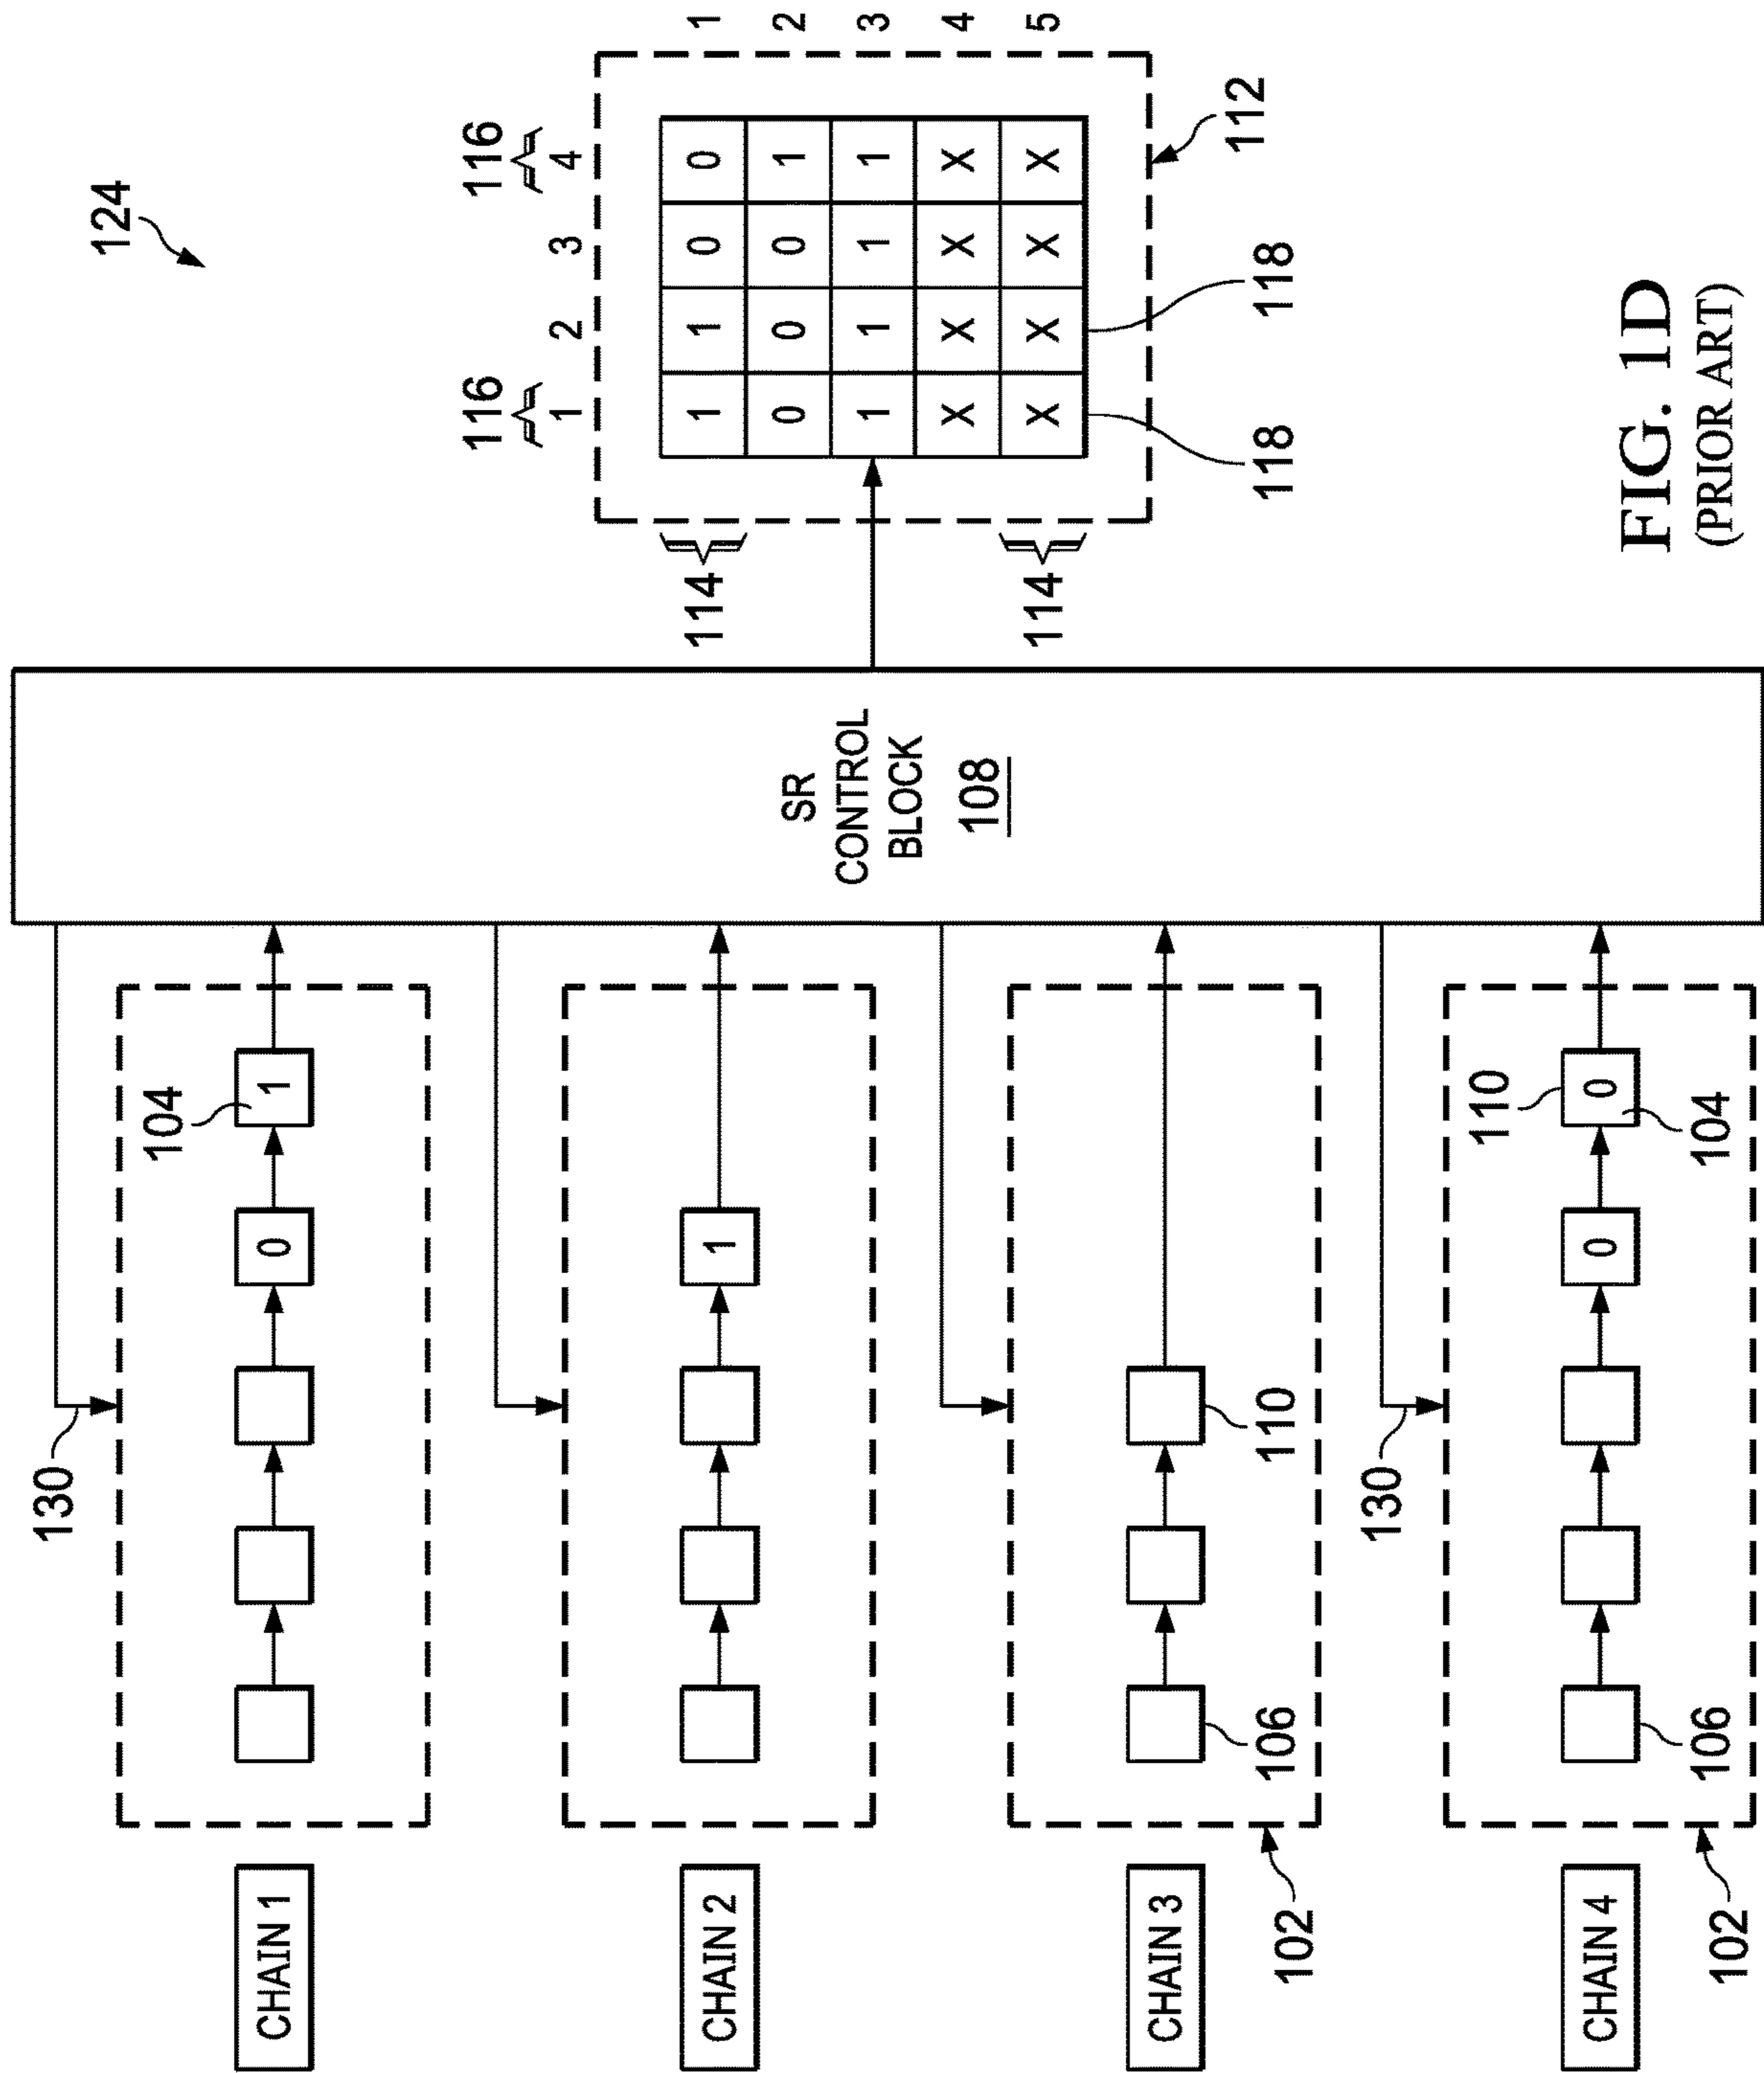 124
130
CHAIN 1
0
1
104
CHAIN 2
1
CHAIN 3
106
110
102
130
CHAIN 4
0
0
110
106
104
102
SR
CONTROL
BLOCK
108
116 116
1 2 3 4
114
1 1 0 0 1
0 0 0 1 2
1 1 1 1 3
X X X X 4
114
X X X X 5
118 118
112
FIG. 1D
(PRIOR ART)